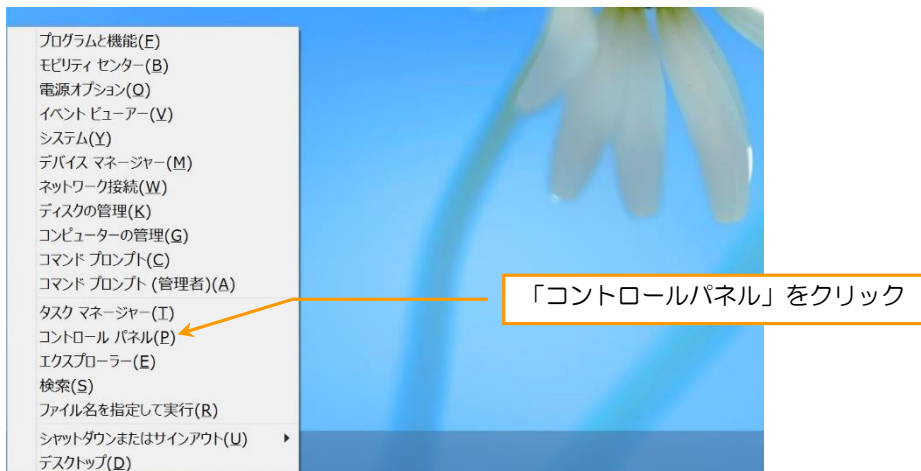 プログラムと機能(F)
モビリティ センター(B)
電源オプション(O)
イベント ビューアー(V)
システム(Y)
デバイス マネージャー(M)
ネットワーク接続(W)
ディスクの管理(K)
コンピューターの管理(G)
コマンド プロンプト(C)
コマンド プロンプト (管理者)(A)
タスク マネージャー(T)
コントロール パネル(P)
「コントロールパネル」をクリック
エクスプローラー(E)
検索(S)
ファイル名を指定して実行(R)
シャットダウンまたはサインアウト(U)
デスクトップ(D)